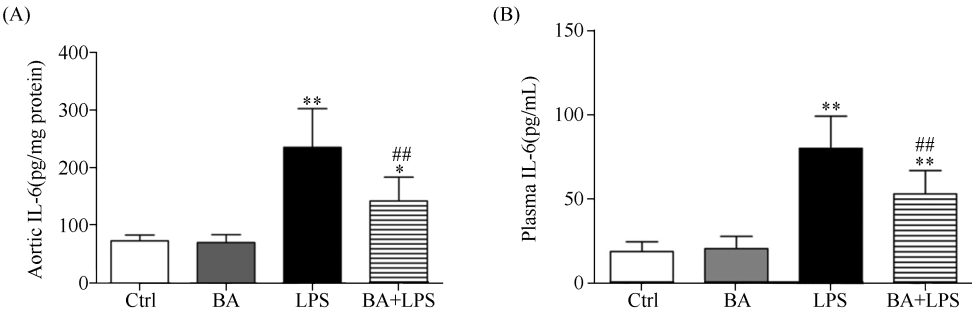 (A)
Aortic IL-6(pg/mg protein)
400
300
200
100
0
**
##
*
Ctrl BA LPS BA+LPS
(B)
Plasma IL-6(pg/mL)
150
100
50
0
**
##
**
Ctrl BA LPS BA+LPS